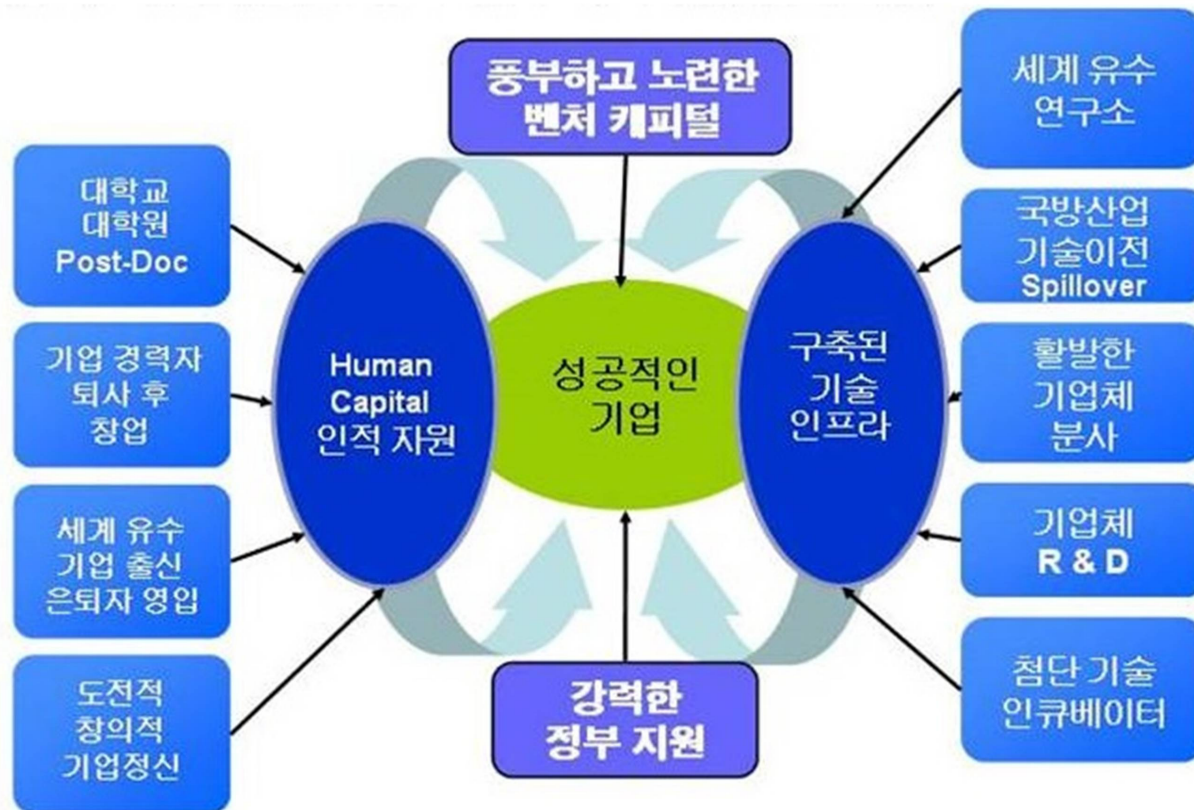 풍부하고 노련한
벤처 캐피털
대학교
대학원
Post-Doc
기업 경력자
퇴사 후
창업
세계 유수
기업 출신
은퇴자 영입
도전적
창의적
기업정신
Human
Capital
인적 자원
성공적인
기업
구축된
기술
인프라
세계 유수
연구소
국방산업
기술이전
Spillover
활발한
기업체
분사
기업체
R & D
첨단 기술
인큐베이터
강력한
정부 지원